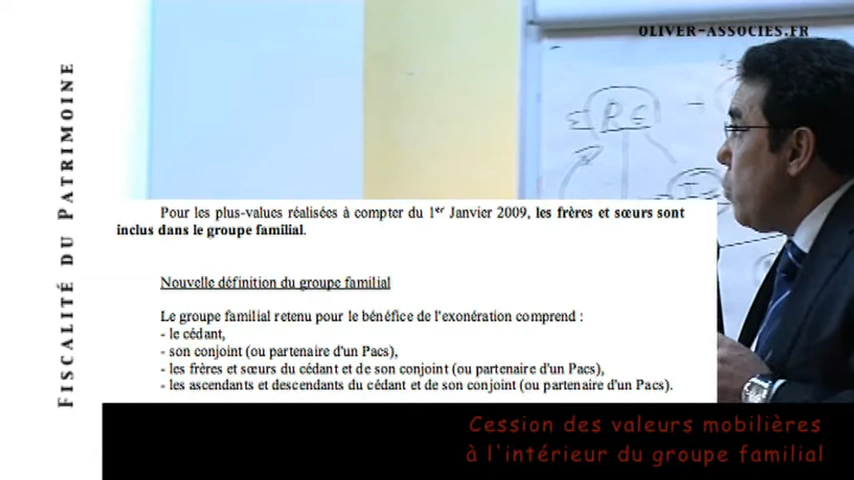 OLIVER-ASSOCIES.FR
FISCALITÉ DU PATRIMOINE
R G
Pour les plus-values réalisées à compter du 1er Janvier 2009, les frères et sœurs sont
inclus dans le groupe familial.
Nouvelle définition du groupe familial
Le groupe familial retenu pour le bénéfice de l'exonération comprend :
- le cédant,
- son conjoint (ou partenaire d'un Pacs),
- les frères et sœurs du cédant et de son conjoint (ou partenaire d'un Pacs),
- les ascendants et descendants du cédant et de son conjoint (ou partenaire d'un Pacs).
Cession des valeurs mobilières
à l'intérieur du groupe familial